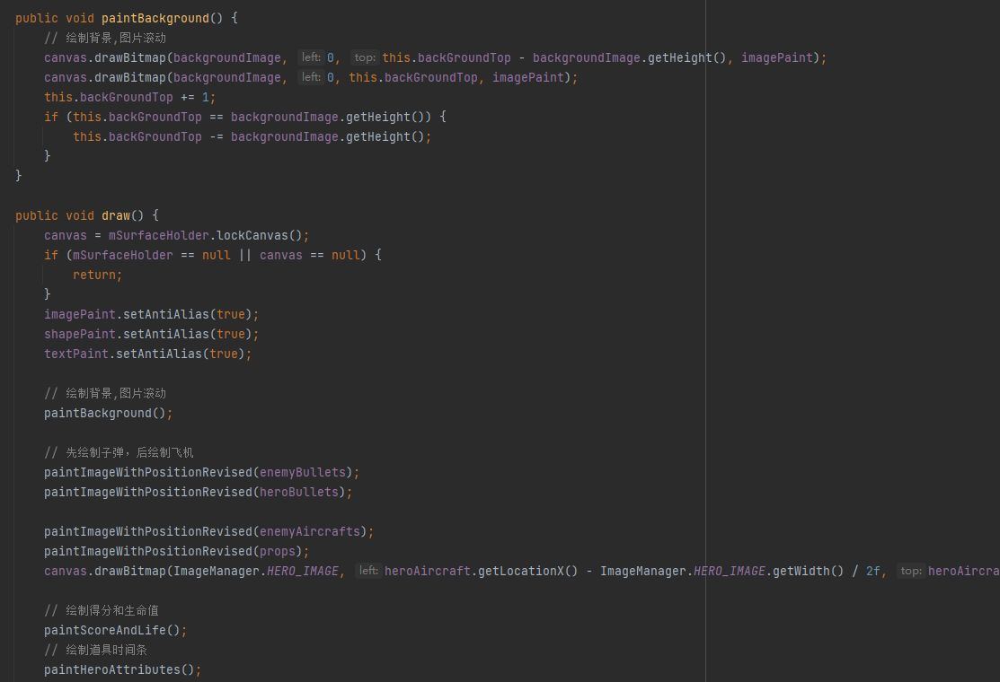 public void paintBackground() {
// 绘制背景,图片滚动
canvas.drawBitmap(backgroundImage, left: 0, top: this.backGroundTop - backgroundImage.getHeight(), imagePaint);
canvas.drawBitmap(backgroundImage, left: 0, this.backGroundTop, imagePaint);
this.backGroundTop += 1;
if (this.backGroundTop == backgroundImage.getHeight()) {
this.backGroundTop -= backgroundImage.getHeight();
}
}
public void draw() {
canvas = mSurfaceHolder.lockCanvas();
if (mSurfaceHolder == null || canvas == null) {
return;
}
imagePaint.setAntiAlias(true);
shapePaint.setAntiAlias(true);
textPaint.setAntiAlias(true);
// 绘制背景,图片滚动
paintBackground();
// 先绘制子弹，后绘制飞机
paintImageWithPositionRevised(enemyBullets);
paintImageWithPositionRevised(heroBullets);
paintImageWithPositionRevised(enemyAircrafts);
paintImageWithPositionRevised(props);
canvas.drawBitmap(ImageManager.HERO_IMAGE, left: heroAircraft.getLocationX() - ImageManager.HERO_IMAGE.getWidth() / 2f, top: heroAircra
// 绘制得分和生命值
paintScoreAndLife();
// 绘制道具时间条
paintHeroAttributes();